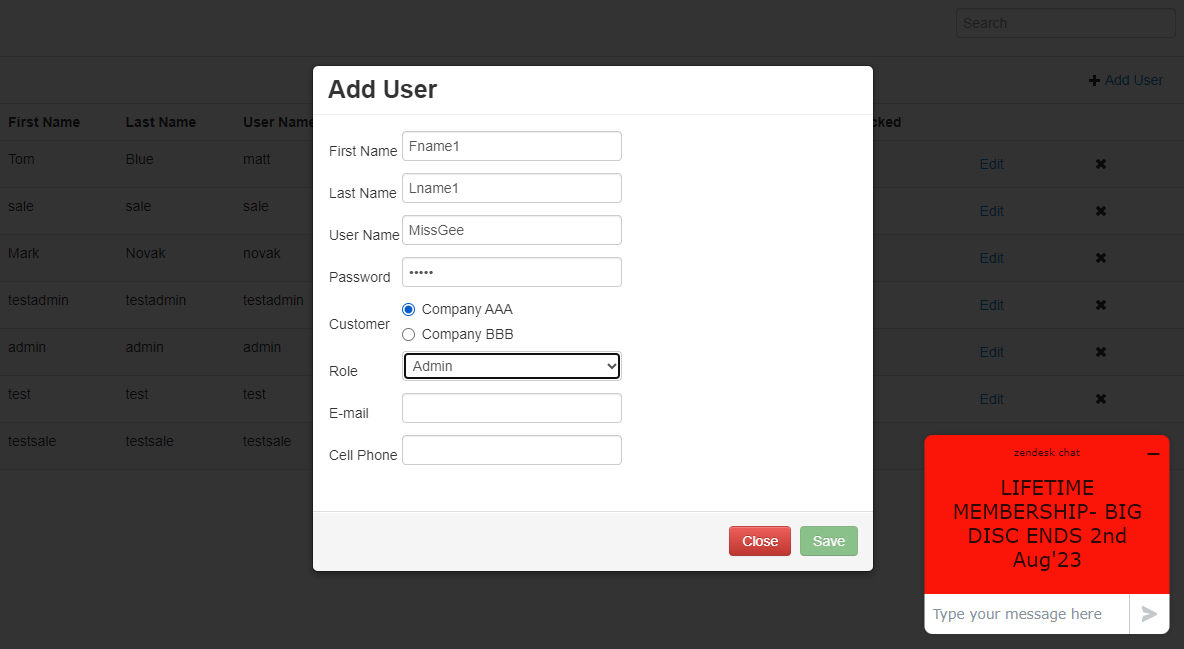 Search
Add User
First Name Last Name User Name cked
Tom Blue matt Edit
sale sale sale Edit
Mark Novak novak Edit
testadmin testadmin testadmin Edit
admin admin admin Edit
test test test Edit
testsale testsale testsale
Add User
First Name Fname1
Last Name Lname1
User Name MissGee
Password •••••
Customer
Company AAA
Company BBB
Role Admin
E-mail
Cell Phone
Close Save
zendesk chat
LIFETIME
MEMBERSHIP- BIG
DISC ENDS 2nd
Aug'23
Type your message here